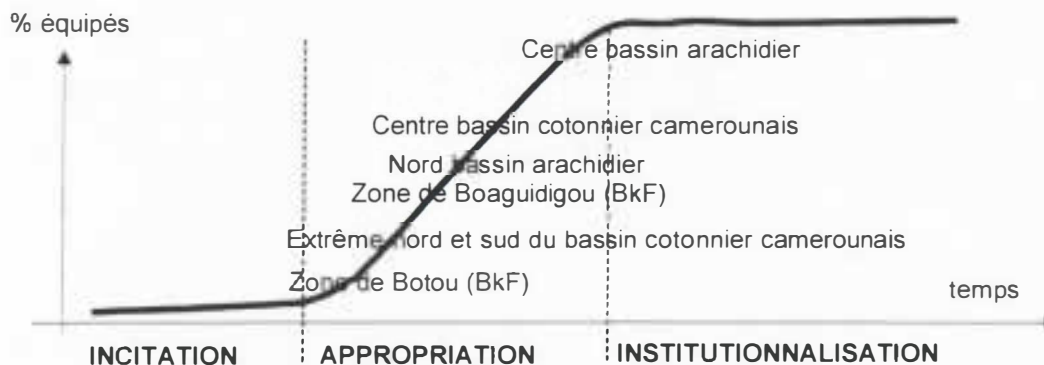 % équipés
Centre bassin arachidier
Centre bassin cotonnier camerounais
Nord bassin arachidier
Zone de Boaguidigou (BkF)
Extrême nord et sud du bassin cotonnier camerounais
Zone de Botou (BkF)
temps
INCITATION
APPROPRIATION
INSTITUTIONNALISATION